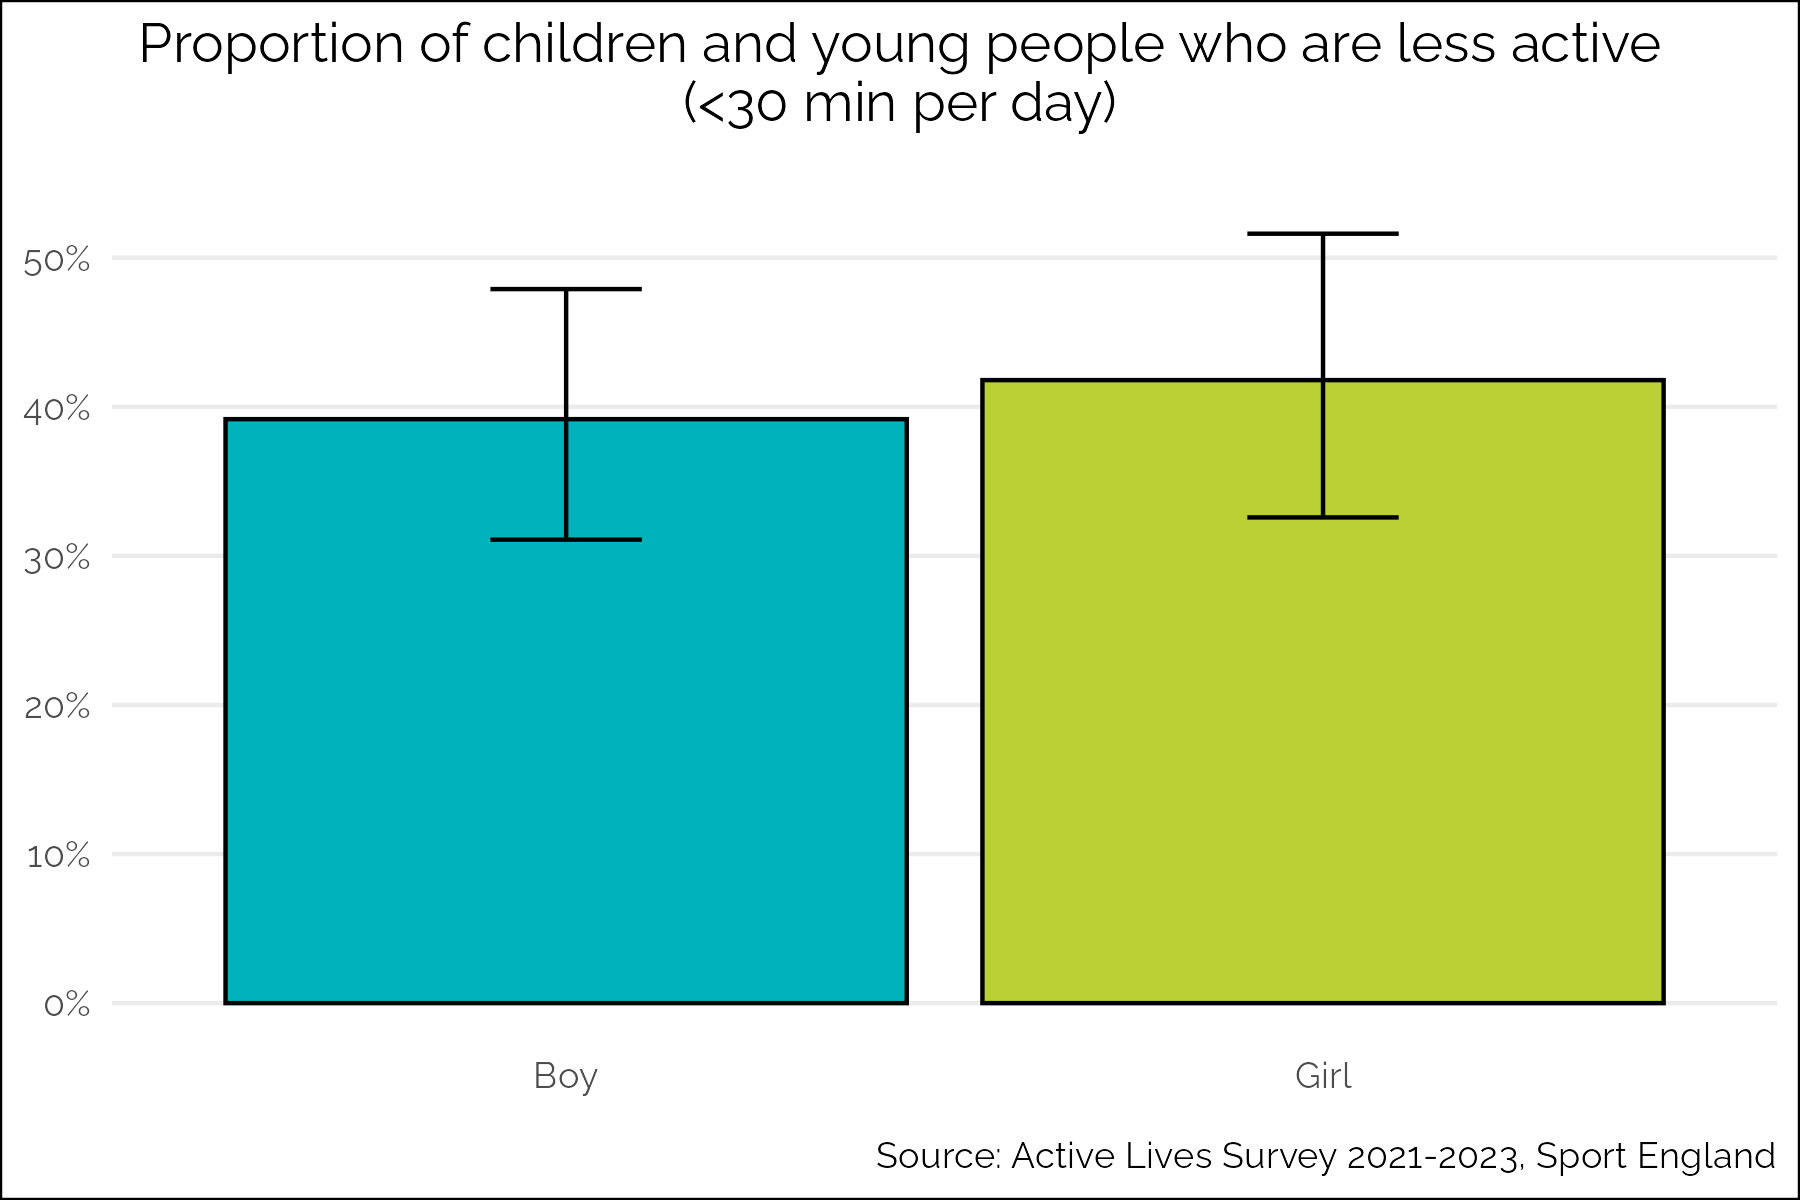 Proportion of children and young people who are less active
(<30 min per day)
50%
40%
30%
20%
10%
0%
Boy
Girl
Source: Active Lives Survey 2021-2023, Sport England